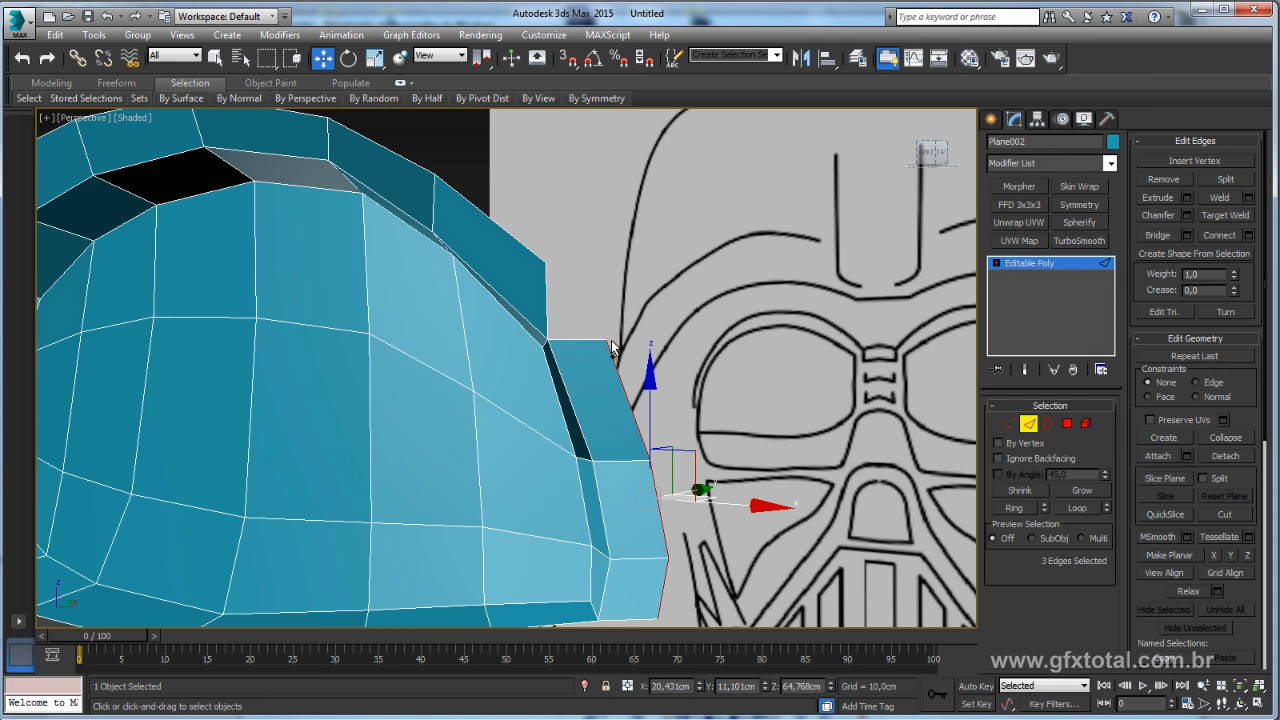 Workspace: Default
Autodesk 3ds Max 2015 Untitled
Type a keyword or phrase
MAX
Edit Tools Group Views Create Modifiers Animation Graph Editors Rendering Customize MAXScript Help
All
View
Create Selection Se
Modeling Freeform Selection Object Paint Populate
Select Stored Selections Sets By Surface By Normal By Perspective By Random By Half By Pivot Dist By View By Symmetry
[+] [Perspective] [Shaded]
Plane002
Modifier List
Morpher Skin Wrap
FFD 3x3x3 Symmetry
Unwrap UVW Spherify
UVW Map TurboSmooth
Editable Poly
Selection
By Vertex
Ignore Backfacing
By Angle: 45,0
Shrink Grow
Ring Loop
Preview Selection
Off SubObj Multi
3 Edges Selected
Edit Edges
Insert Vertex
Remove Split
Extrude Weld
Chamfer Target Weld
Bridge Connect
Create Shape From Selection
Weight: 1,0
Crease: 0,0
Edit Tri. Turn
Edit Geometry
Repeat Last
Constraints
None Edge
Face Normal
Preserve UVs
Create Collapse
Attach Detach
Slice Plane Split
Slice Reset Plane
QuickSlice Cut
MSmooth Tessellate
Make Planar X Y Z
View Align Grid Align
Relax
Hide Selected Unhide All
Hide Unselected
Named Selections:
Copy Paste
z
x
z
0 / 100
0 5 10 15 20 25 30 35 40 45 50 55 60 65 70 75 80 85 90 95 100
www.gfxtotal.com.br
1 Object Selected
X: 20,431cm Y: 11,101cm Z: 64,768cm Grid = 10,0cm
Auto Key Selected
Welcome to M
Click or click-and-drag to select objects
Add Time Tag
Set Key Key Filters...
0